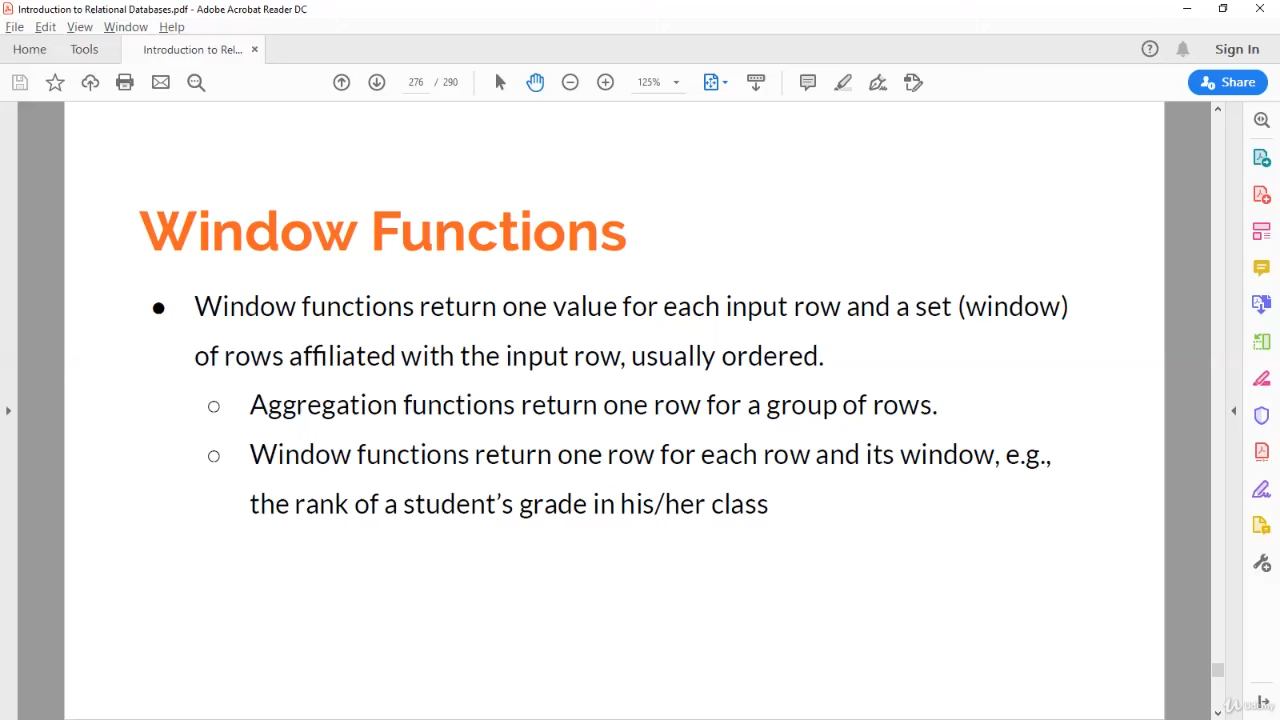 Introduction to Relational Databases.pdf - Adobe Acrobat Reader DC
File Edit View Window Help
Home Tools Introduction to Rel... × Sign In
276 / 290 125% Share
Window Functions
● Window functions return one value for each input row and a set (window)
of rows affiliated with the input row, usually ordered.
○ Aggregation functions return one row for a group of rows.
○ Window functions return one row for each row and its window, e.g.,
the rank of a student’s grade in his/her class
Udemy